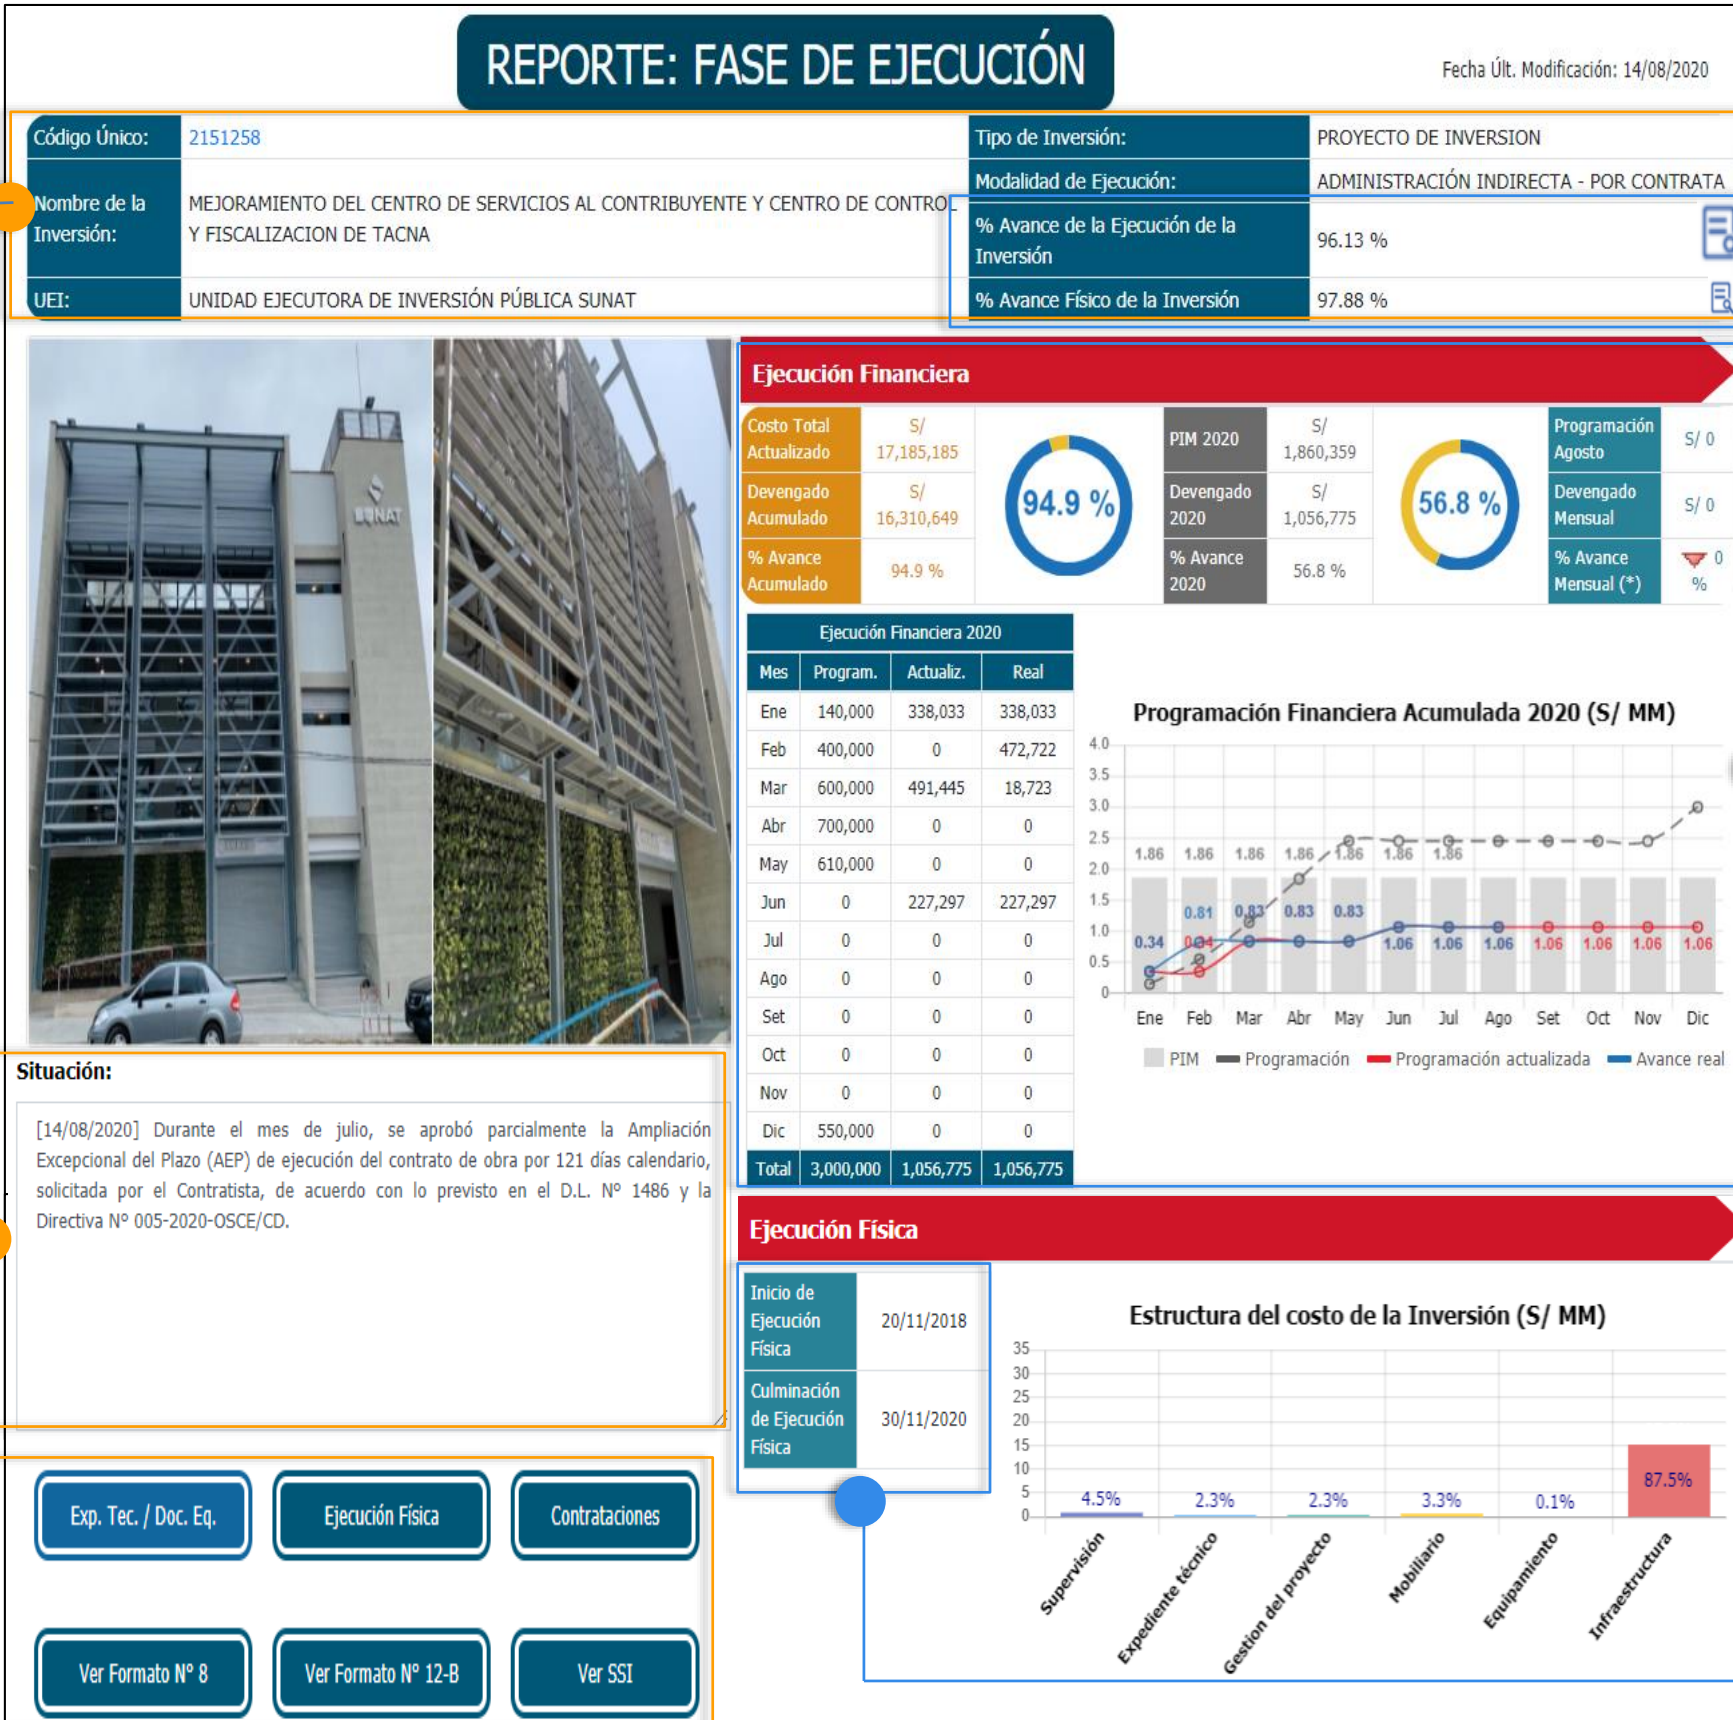 REPORTE: FASE DE EJECUCIÓN
Fecha Últ. Modificación: 14/08/2020
Código Único: 2151258
Tipo de Inversión: PROYECTO DE INVERSION
Modalidad de Ejecución: ADMINISTRACIÓN INDIRECTA - POR CONTRATA
Nombre de la
Inversión:
MEJORAMIENTO DEL CENTRO DE SERVICIOS AL CONTRIBUYENTE Y CENTRO DE CONTROL
Y FISCALIZACION DE TACNA
% Avance de la Ejecución de la
Inversión
96.13 %
UEI: UNIDAD EJECUTORA DE INVERSIÓN PÚBLICA SUNAT
% Avance Físico de la Inversión 97.88 %
SUNAT
Ejecución Financiera
Costo Total
Actualizado
S/
17,185,185
Devengado
Acumulado
S/
16,310,649
% Avance
Acumulado
94.9 %
94.9 %
PIM 2020
S/
1,860,359
Devengado
2020
S/
1,056,775
% Avance
2020
56.8 %
56.8 %
Programación
Agosto
S/ 0
Devengado
Mensual
S/ 0
% Avance
Mensual (*)
0
%
Ejecución Financiera 2020
Mes Program. Actualiz. Real
Ene 140,000 338,033 338,033
Feb 400,000 0 472,722
Mar 600,000 491,445 18,723
Abr 700,000 0 0
May 610,000 0 0
Jun 0 227,297 227,297
Jul 0 0 0
Ago 0 0 0
Set 0 0 0
Oct 0 0 0
Nov 0 0 0
Dic 550,000 0 0
Total 3,000,000 1,056,775 1,056,775
Programación Financiera Acumulada 2020 (S/ MM)
4.0
3.5
3.0
2.5
2.0
1.5
1.0
0.5
0
1.86 1.86 1.86 1.86 1.86 1.86 1.86
0.81 0.83 0.83 0.83
0.34 0.34 1.06 1.06 1.06 1.06 1.06 1.06 1.06
Ene Feb Mar Abr May Jun Jul Ago Set Oct Nov Dic
PIM Programación Programación actualizada Avance real
Situación:
[14/08/2020] Durante el mes de julio, se aprobó parcialmente la Ampliación
Excepcional del Plazo (AEP) de ejecución del contrato de obra por 121 días calendario,
solicitada por el Contratista, de acuerdo con lo previsto en el D.L. Nº 1486 y la
Directiva Nº 005-2020-OSCE/CD.
Ejecución Física
Inicio de
Ejecución
Física
20/11/2018
Culminación
de Ejecución
Física
30/11/2020
Estructura del costo de la Inversión (S/ MM)
35
30
25
20
15
10
5
0
4.5% 2.3% 2.3% 3.3% 0.1% 87.5%
Supervisión
Expediente técnico
Gestion del proyecto
Mobiliario
Equipamiento
Infraestructura
Exp. Tec. / Doc. Eq.
Ejecución Física
Contrataciones
Ver Formato N° 8
Ver Formato N° 12-B
Ver SSI